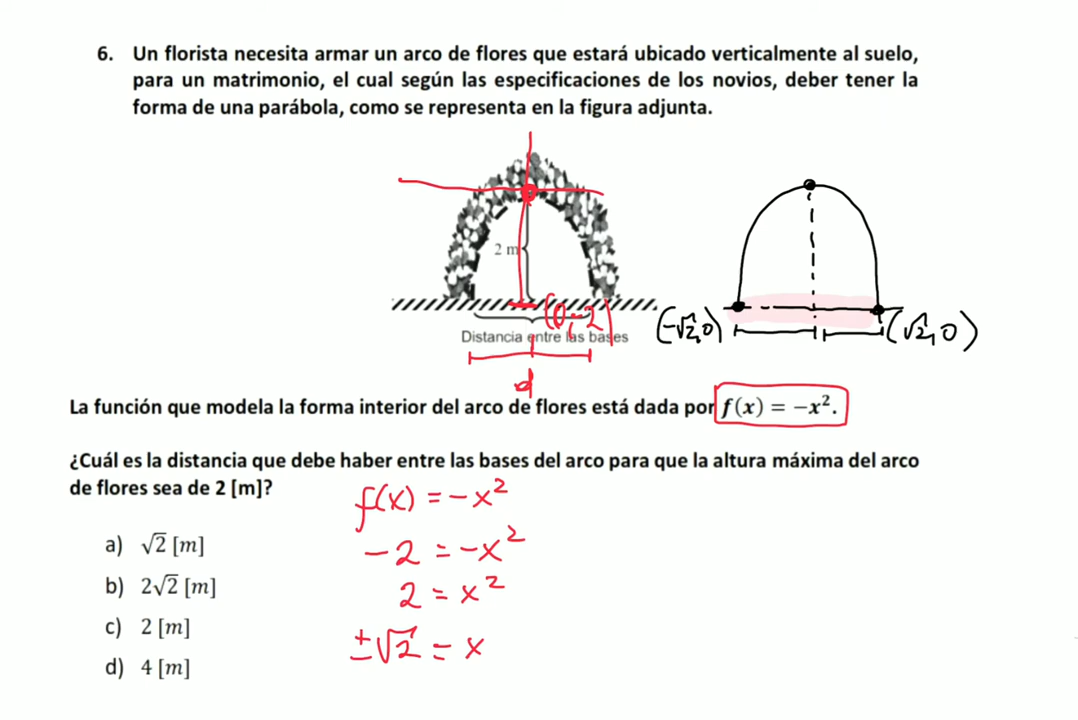 6. Un florista necesita armar un arco de flores que estará ubicado verticalmente al suelo,
para un matrimonio, el cual según las especificaciones de los novios, deber tener la
forma de una parábola, como se representa en la figura adjunta.
2 m
(0,-2)
Distancia entre las bases
d
(-√2,0)
(√2,0)
La función que modela la forma interior del arco de flores está dada por f(x) = −x².
¿Cuál es la distancia que debe haber entre las bases del arco para que la altura máxima del arco
de flores sea de 2 [m]?
f(x) = -x²
-2 = -x²
2 = x²
±√2 = x
a) √2 [m]
b) 2√2 [m]
c) 2 [m]
d) 4 [m]